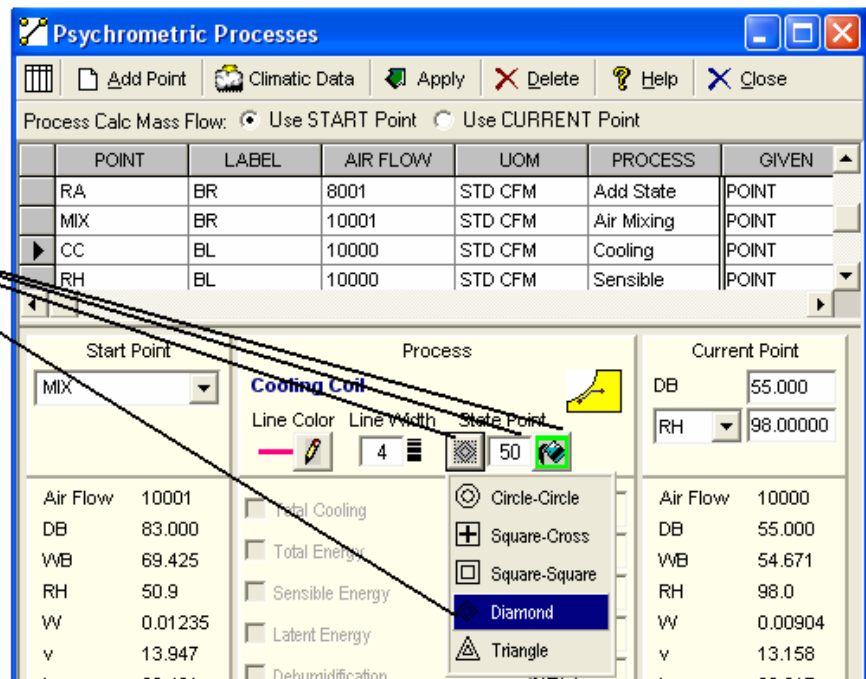 Psychrometric Processes
Add Point Climatic Data Apply Delete Help Close
Process Calc Mass Flow: Use START Point Use CURRENT Point
POINT LABEL AIR FLOW UOM PROCESS GIVEN
RA BR 8001 STD CFM Add State POINT
MIX BR 10001 STD CFM Air Mixing POINT
CC BL 10000 STD CFM Cooling POINT
RH BL 10000 STD CFM Sensible POINT
Start Point Process Current Point
MIX Cooling Coil DB 55.000
Line Color Line Width State Point RH 98.00000
4 50
Air Flow 10001 Total Cooling Circle-Circle Air Flow 10000
DB 83.000 Total Energy Square-Cross DB 55.000
WB 69.425 Sensible Energy Square-Square WB 54.671
RH 50.9 Latent Energy Diamond RH 98.0
W 0.01235 Dehumidification Triangle W 0.00904
v 13.947 v 13.158